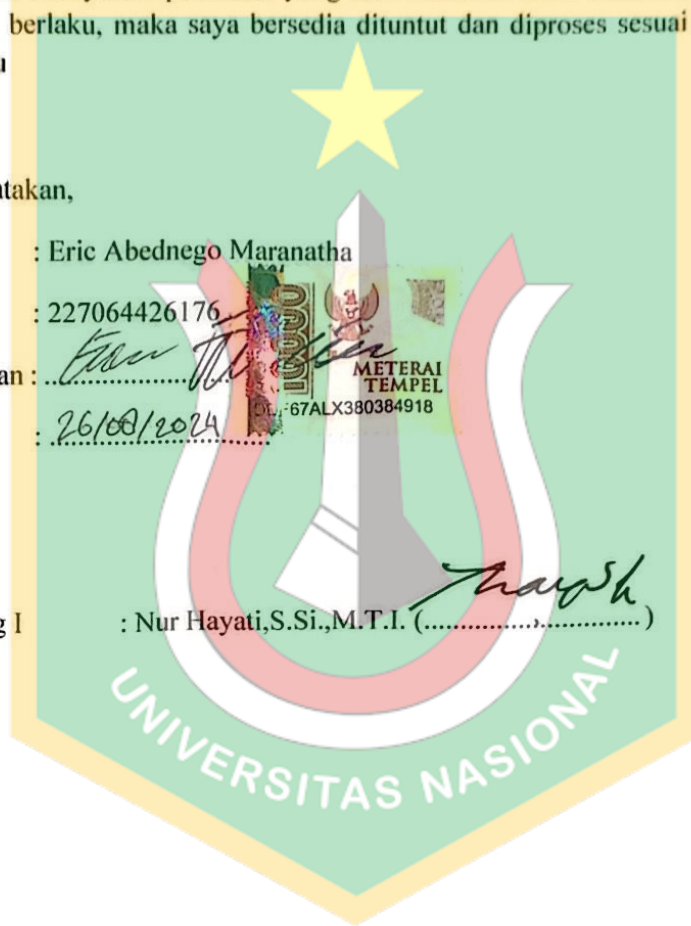 berlaku, maka saya bersedia dituntut dan diproses sesuai
atakan,
: Eric Abednego Maranatha
: 227064426176
an : ....................
10000
METERAI
TEMPEL
67ALX380384918
: 26/08/2024
g I : Nur Hayati,S.Si.,M.T.I. (..............................)
UNIVERSITAS NASIONAL